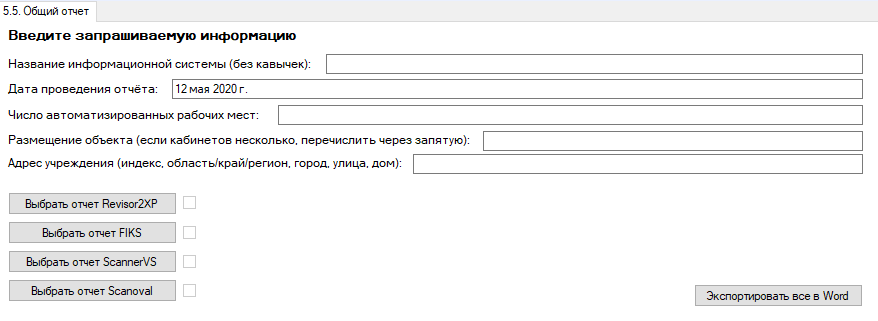 5.5. Общий отчет
Введите запрашиваемую информацию
Название информационной системы (без кавычек):
Дата проведения отчёта: 12 мая 2020 г.
Число автоматизированных рабочих мест:
Размещение объекта (если кабинетов несколько, перечислить через запятую):
Адрес учреждения (индекс, область/край/регион, город, улица, дом):
Выбрать отчет Revisor2XP
Выбрать отчет FIKS
Выбрать отчет ScannerVS
Выбрать отчет Scanoval
Экспортировать все в Word